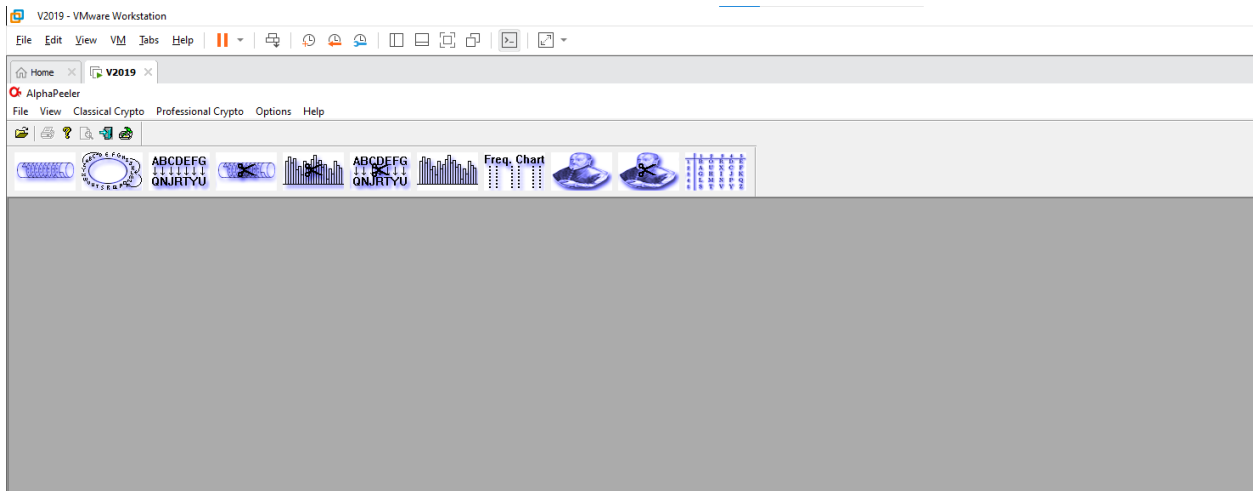 V2019 - VMware Workstation
File Edit View VM Tabs Help
Home V2019
AlphaPeeler
File View Classical Crypto Professional Crypto Options Help
ABCDEFG
QNJRTYU
ABCDEFG
QNJRTYU
Freq. Chart